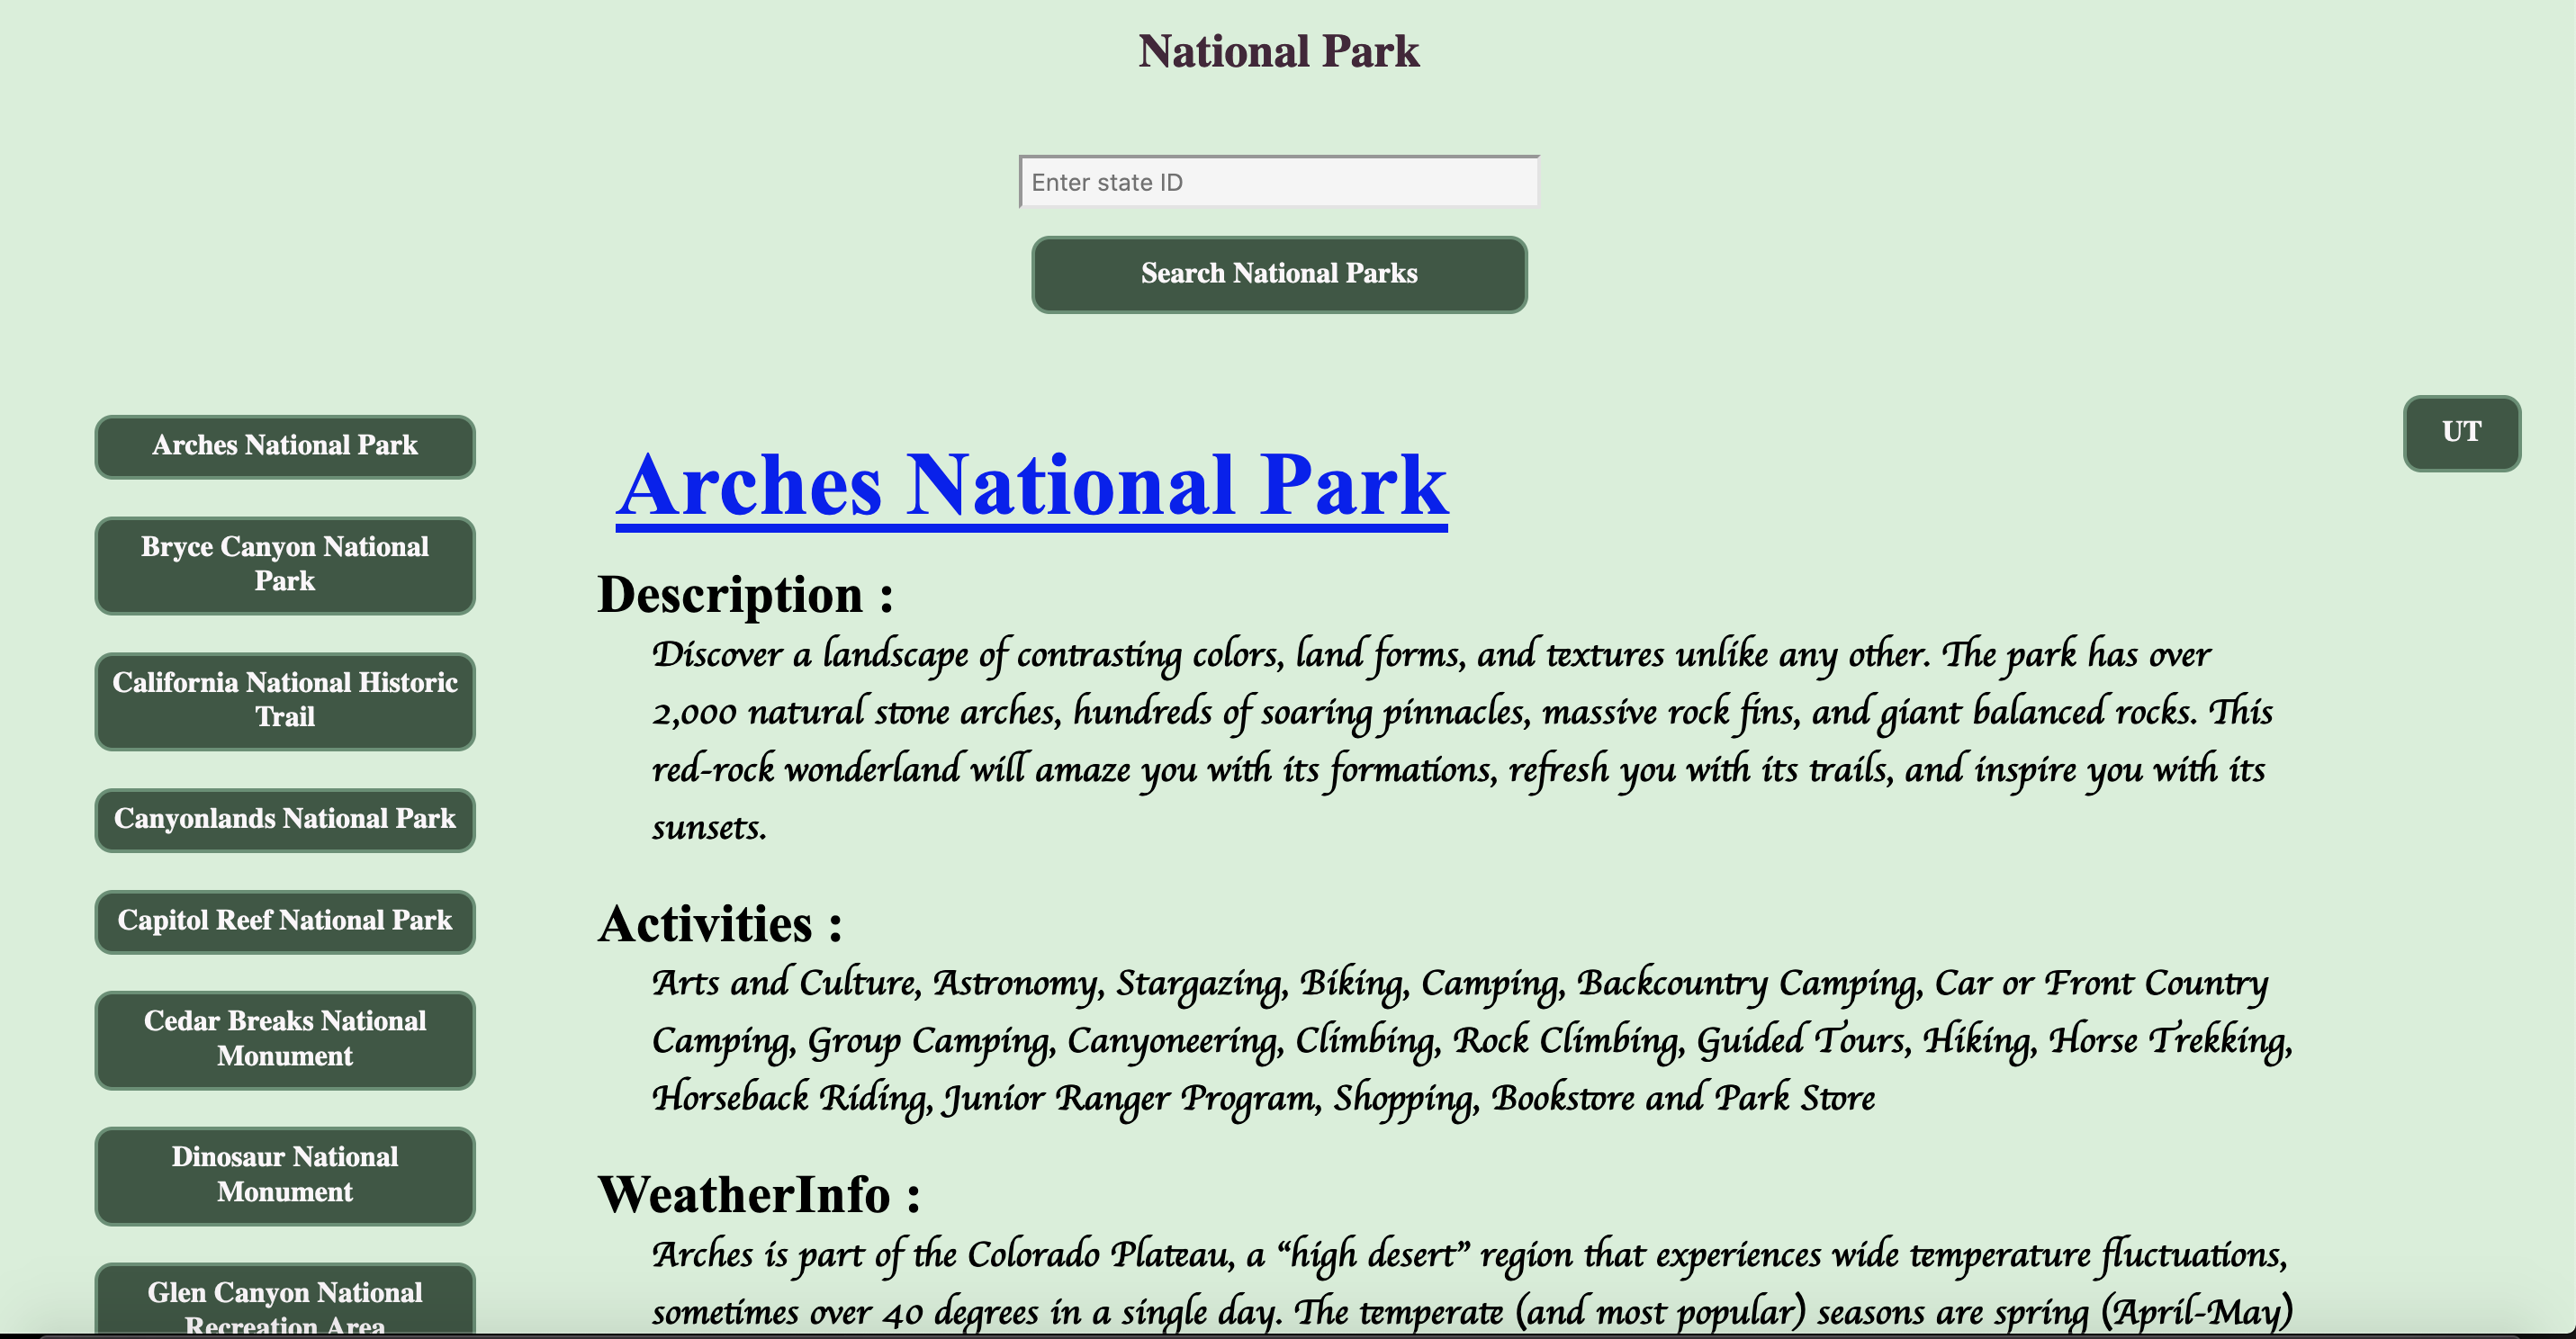 National Park
Enter state ID
Search National Parks
Arches National Park
Bryce Canyon National
Park
California National Historic
Trail
Canyonlands National Park
Capitol Reef National Park
Cedar Breaks National
Monument
Dinosaur National
Monument
Glen Canyon National
Recreation Area
Arches National Park
Description :
Discover a landscape of contrasting colors, land forms, and textures unlike any other. The park has over
2,000 natural stone arches, hundreds of soaring pinnacles, massive rock fins, and giant balanced rocks. This
red-rock wonderland will amaze you with its formations, refresh you with its trails, and inspire you with its
sunsets.
Activities :
Arts and Culture, Astronomy, Stargazing, Biking, Camping, Backcountry Camping, Car or Front Country
Camping, Group Camping, Canyoneering, Climbing, Rock Climbing, Guided Tours, Hiking, Horse Trekking,
Horseback Riding, Junior Ranger Program, Shopping, Bookstore and Park Store
WeatherInfo :
Arches is part of the Colorado Plateau, a “high desert” region that experiences wide temperature fluctuations,
sometimes over 40 degrees in a single day. The temperate (and most popular) seasons are spring (April-May)
UT